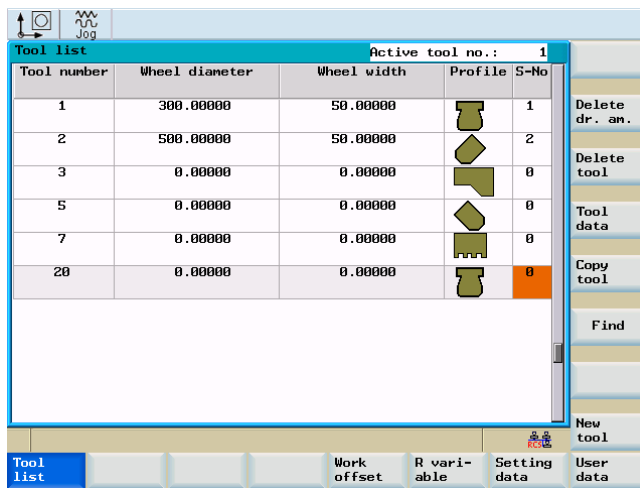 Jog
Tool list Active tool no.: 1
Tool number Wheel diameter Wheel width Profile S-No
1 300.00000 50.00000 1
2 500.00000 50.00000 2
3 0.00000 0.00000 0
5 0.00000 0.00000 0
7 0.00000 0.00000 0
20 0.00000 0.00000 0
Delete
dr. am.
Delete
tool
Tool
data
Copy
tool
Find
New
tool
Tool
list
Work
offset
R vari-
able
Setting
data
User
data